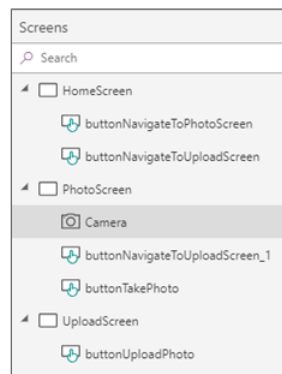 Screens
Search
HomeScreen
buttonNavigateToPhotoScreen
buttonNavigateToUploadScreen
PhotoScreen
Camera
buttonNavigateToUploadScreen_1
buttonTakePhoto
UploadScreen
buttonUploadPhoto